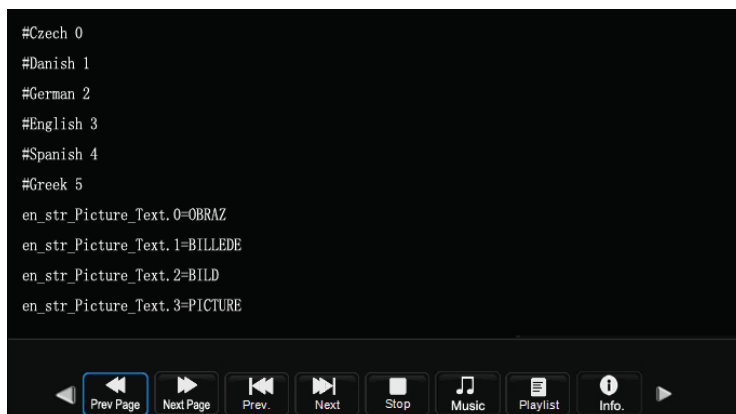 #Czech 0
#Danish 1
#German 2
#English 3
#Spanish 4
#Greek 5
en_str_Picture_Text.0=OBRAZ
en_str_Picture_Text.1=BILLEDE
en_str_Picture_Text.2=BILD
en_str_Picture_Text.3=PICTURE
Prev Page Next Page Prev. Next Stop Music Playlist Info.